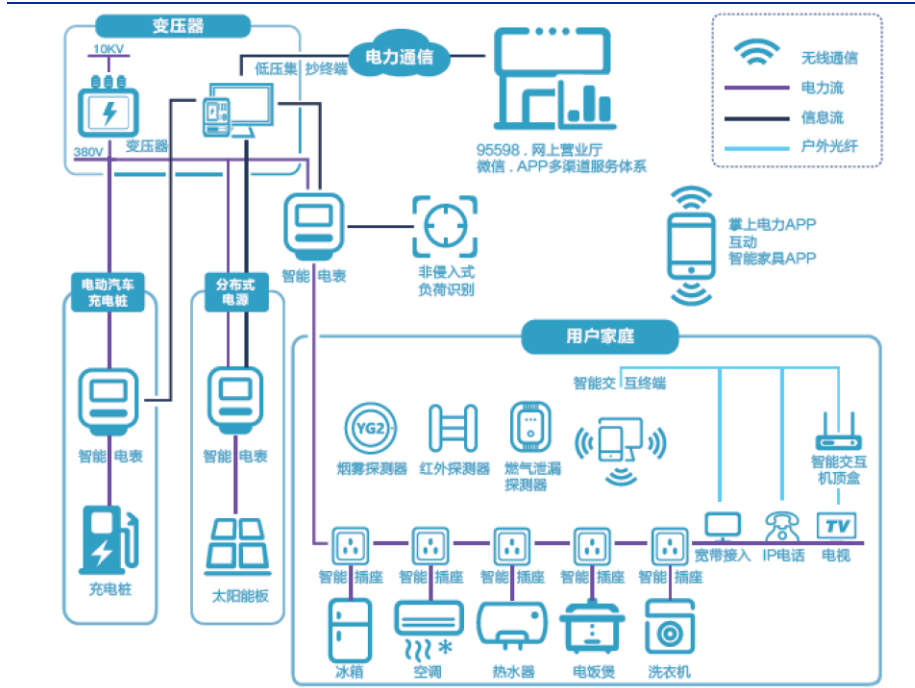 变压器
10KV
低压集 抄终端
电力通信
无线通信
电力流
信息流
户外光纤
380V
变压器
95598 . 网上营业厅
微信 . APP多渠道服务体系
智能 电表
非侵入式
负荷识别
掌上电力APP
互动
智能家具APP
电动汽车
充电桩
分布式
电源
用户家庭
智能交 互终端
YG2
烟雾探测器
红外探测器
燃气泄漏
探测器
智能交互
机顶盒
智能 电表
智能 电表
充电桩
太阳能板
TV
宽带接入
IP电话
电视
智能 插座
智能 插座
智能 插座
智能 插座
智能 插座
冰箱
空调
热水器
电饭煲
洗衣机